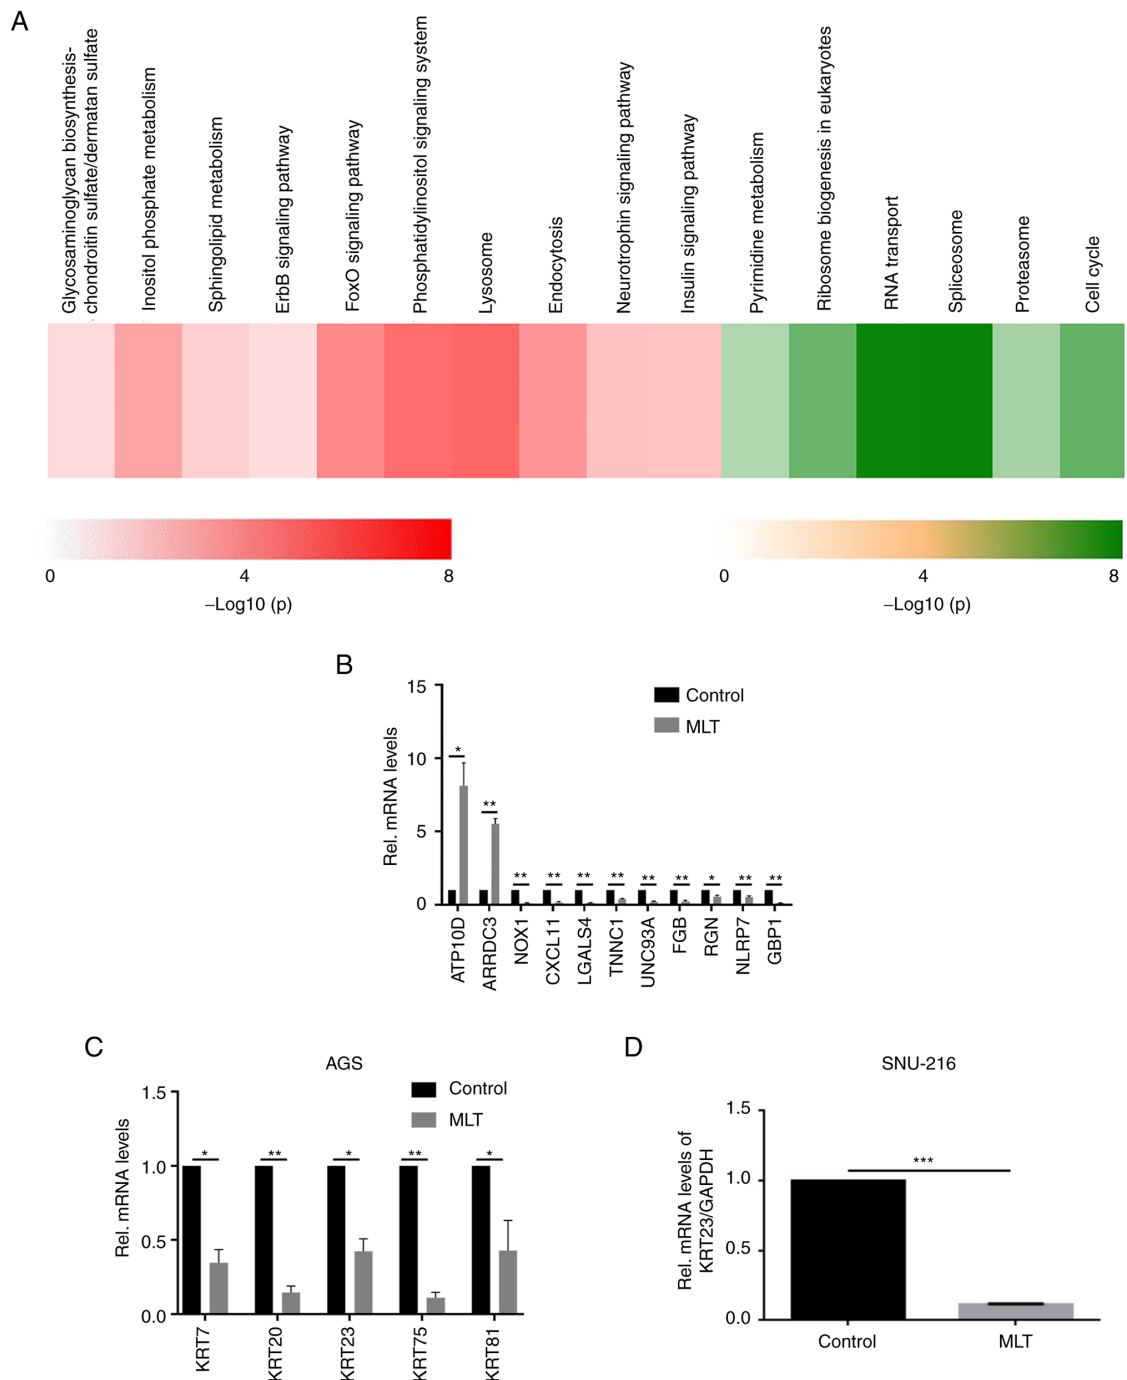 A
Glycosaminoglycan biosynthesis-
chondroitin sulfate/dermatan sulfate
Inositol phosphate metabolism
Sphingolipid metabolism
ErbB signaling pathway
FoxO signaling pathway
Phosphatidylinositol signaling system
Lysosome
Endocytosis
Neurotrophin signaling pathway
Insulin signaling pathway
Pyrimidine metabolism
Ribosome biogenesis in eukaryotes
RNA transport
Spliceosome
Proteasome
Cell cycle
0 4 8
–Log10 (p)
0 4 8
–Log10 (p)
B
Rel. mRNA levels
15
10
5
0
Control
MLT
* ** ** ** ** ** ** ** * ** **
ATP10D
ARRDC3
NOX1
CXCL11
LGALS4
TNNC1
UNC93A
FGB
RGN
NLRP7
GBP1
C
AGS
Rel. mRNA levels
1.5
1.0
0.5
0.0
Control
MLT
* ** * ** *
KRT7
KRT20
KRT23
KRT75
KRT81
D
SNU-216
Rel. mRNA levels of
KRT23/GAPDH
1.5
1.0
0.5
0.0
***
Control MLT